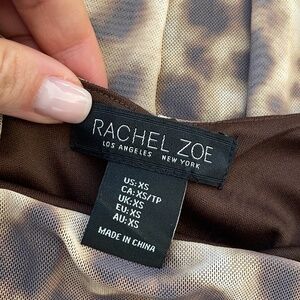 RACHEL ZOE
LOS ANGELES NEW YORK
US: XS
CA: XS/TP
UK: XS
EU: XS
AU: XS
MADE IN CHINA